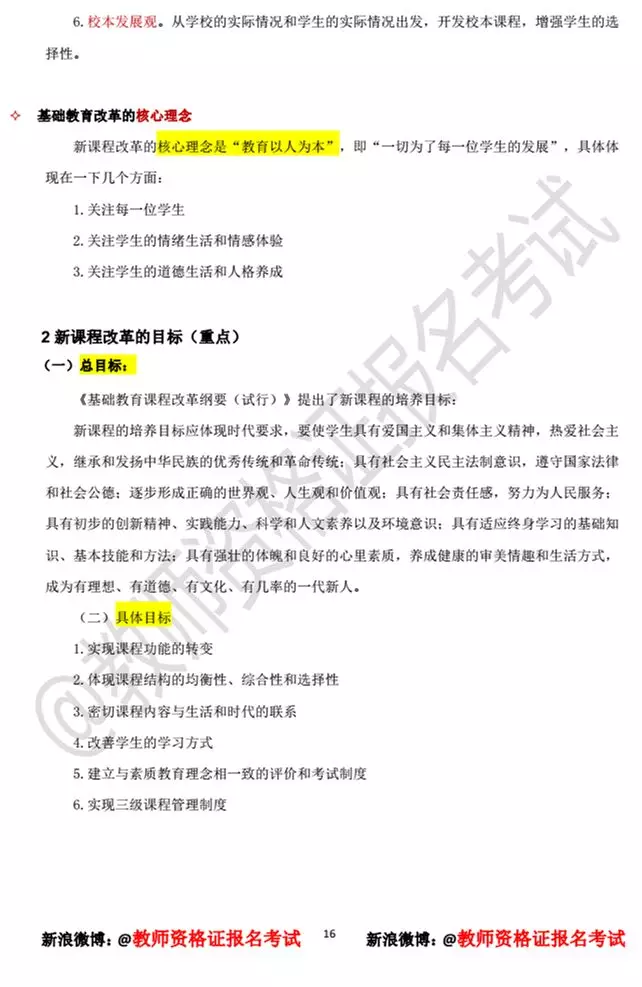 6.校本发展观。从学校的实际情况和学生的实际情况出发，开发校本课程，增强学生的选
择性。
✧ 基础教育改革的核心理念
新课程改革的核心理念是“教育以人为本”，即“一切为了每一位学生的发展”，具体体
现在一下几个方面：
1.关注每一位学生
2.关注学生的情绪生活和情感体验
3.关注学生的道德生活和人格养成
2 新课程改革的目标（重点）
（一）总目标：
《基础教育课程改革纲要（试行）》提出了新课程的培养目标：
新课程的培养目标应体现时代要求，要使学生具有爱国主义和集体主义精神，热爱社会主
义，继承和发扬中华民族的优秀传统和革命传统；具有社会主义民主法制意识，遵守国家法律
和社会公德；逐步形成正确的世界观、人生观和价值观；具有社会责任感，努力为人民服务；
具有初步的创新精神、实践能力、科学和人文素养以及环境意识；具有适应终身学习的基础知
识、基本技能和方法；具有强壮的体魄和良好的心里素质，养成健康的审美情趣和生活方式，
成为有理想、有道德、有文化、有几率的一代新人。
（二）具体目标
1.实现课程功能的转变
2.体现课程结构的均衡性、综合性和选择性
3.密切课程内容与生活和时代的联系
4.改善学生的学习方式
5.建立与素质教育理念相一致的评价和考试制度
6.实现三级课程管理制度
@教师资格证报名考试
新浪微博：@教师资格证报名考试 16 新浪微博：@教师资格证报名考试